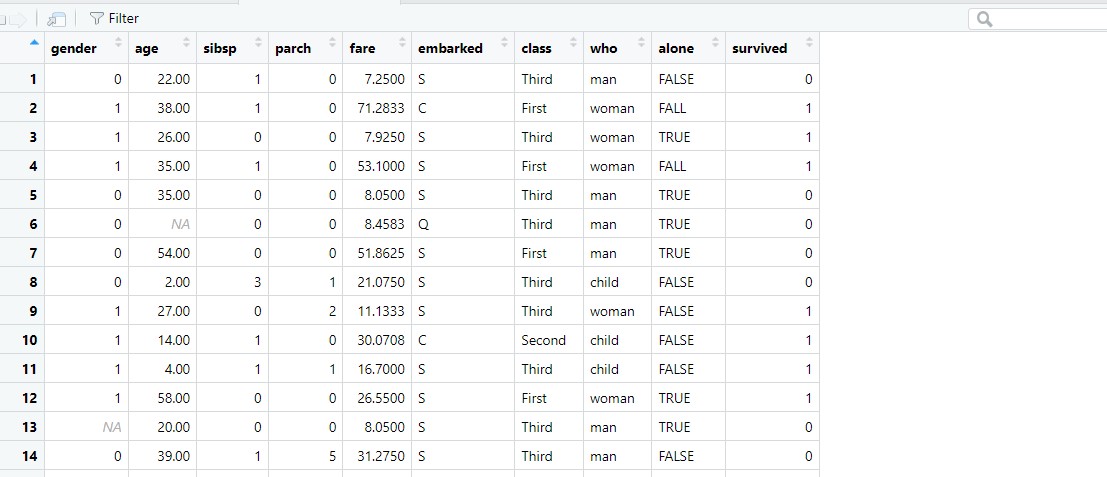 Filter
gender age sibsp parch fare embarked class who alone survived
1 0 22.00 1 0 7.2500 S Third man FALSE 0
2 1 38.00 1 0 71.2833 C First woman FALL 1
3 1 26.00 0 0 7.9250 S Third woman TRUE 1
4 1 35.00 1 0 53.1000 S First woman FALL 1
5 0 35.00 0 0 8.0500 S Third man TRUE 0
6 0 NA 0 0 8.4583 Q Third man TRUE 0
7 0 54.00 0 0 51.8625 S First man TRUE 0
8 0 2.00 3 1 21.0750 S Third child FALSE 0
9 1 27.00 0 2 11.1333 S Third woman FALSE 1
10 1 14.00 1 0 30.0708 C Second child FALSE 1
11 1 4.00 1 1 16.7000 S Third child FALSE 1
12 1 58.00 0 0 26.5500 S First woman TRUE 1
13 NA 20.00 0 0 8.0500 S Third man TRUE 0
14 0 39.00 1 5 31.2750 S Third man FALSE 0